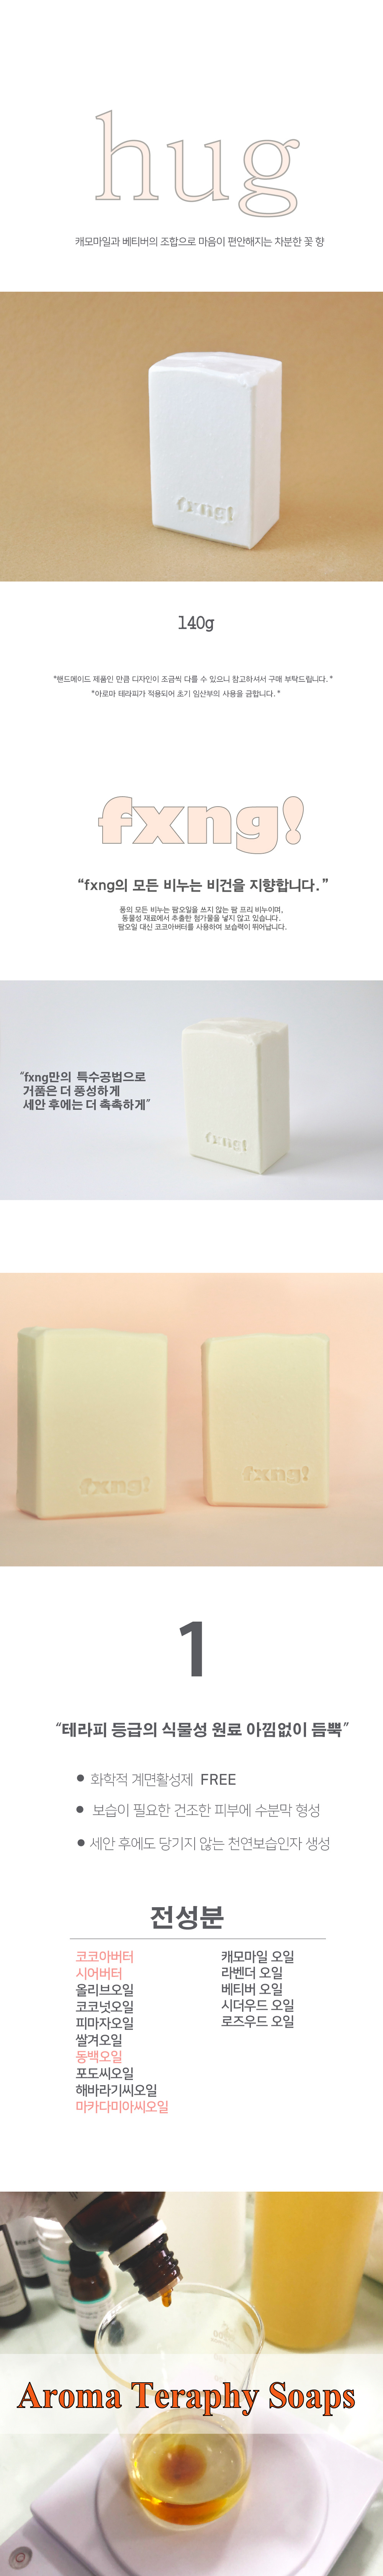 hug
캐모마일과 베티버의 조합으로 마음이 편안해지는 차분한 꽃 향
fxng!
140g
*핸드메이드 제품인 만큼 디자인이 조금씩 다를 수 있으니 참고하셔서 구매 부탁드립니다.*
*아로마 테라피가 적용되어 초기 임산부의 사용을 금합니다.*
fxng!
“fxng의 모든 비누는 비건을 지향합니다.”
퐁의 모든 비누는 팜오일을 쓰지 않는 팜 프리 비누이며,
동물성 재료에서 추출한 첨가물을 넣지 않고 있습니다.
팜오일 대신 코코아버터를 사용하여 보습력이 뛰어납니다.
“fxng만의 특수공법으로
거품은 더 풍성하게
세안 후에는 더 촉촉하게”
fxng!
fxng!
fxng!
1
“테라피 등급의 식물성 원료 아낌없이 듬뿍”
● 화학적 계면활성제 FREE
● 보습이 필요한 건조한 피부에 수분막 형성
● 세안 후에도 당기지 않는 천연보습인자 생성
전성분
코코아버터
시어버터
올리브오일
코코넛오일
피마자오일
쌀겨오일
동백오일
포도씨오일
해바라기씨오일
마카다미아씨오일
캐모마일 오일
라벤더 오일
베티버 오일
시더우드 오일
로즈우드 오일
Aroma Teraphy Soaps